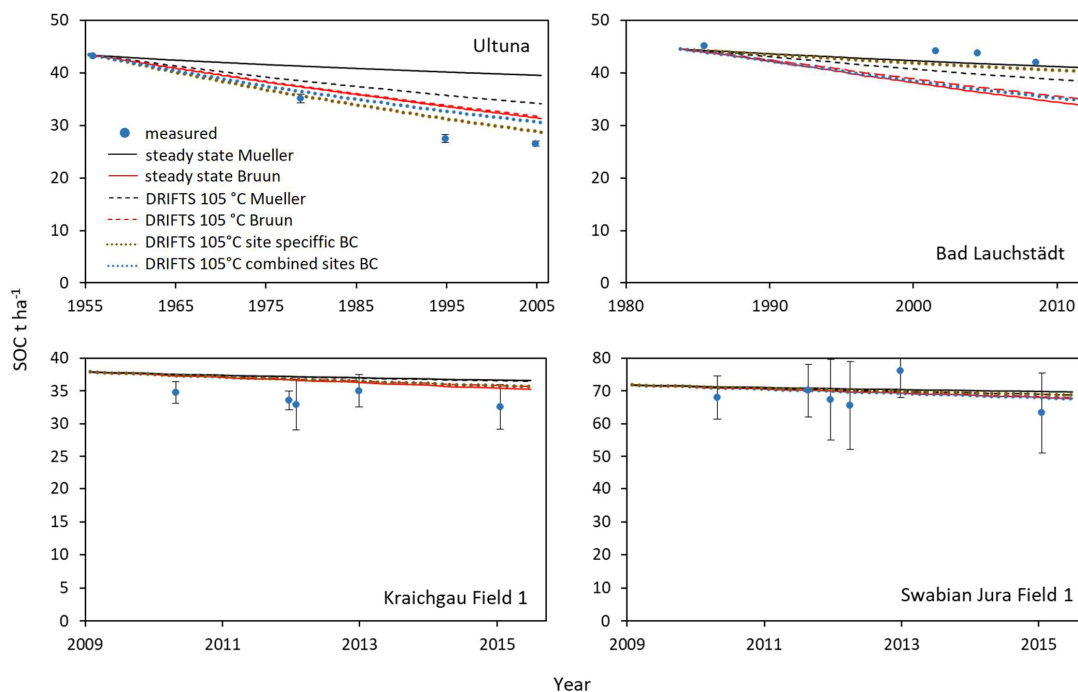 SOC t ha-1
50
40
30
20
10
0
Ultuna
measured
steady state Mueller
steady state Bruun
DRIFTS 105 °C Mueller
DRIFTS 105 °C Bruun
DRIFTS 105°C site speciffic BC
DRIFTS 105°C combined sites BC
1955 1965 1975 1985 1995 2005
50
40
30
20
10
0
Bad Lauchstädt
1980 1990 2000 2010
40
35
30
25
20
15
10
5
0
Kraichgau Field 1
2009 2011 2013 2015
80
70
60
50
40
30
20
10
0
Swabian Jura Field 1
2009 2011 2013 2015
Year